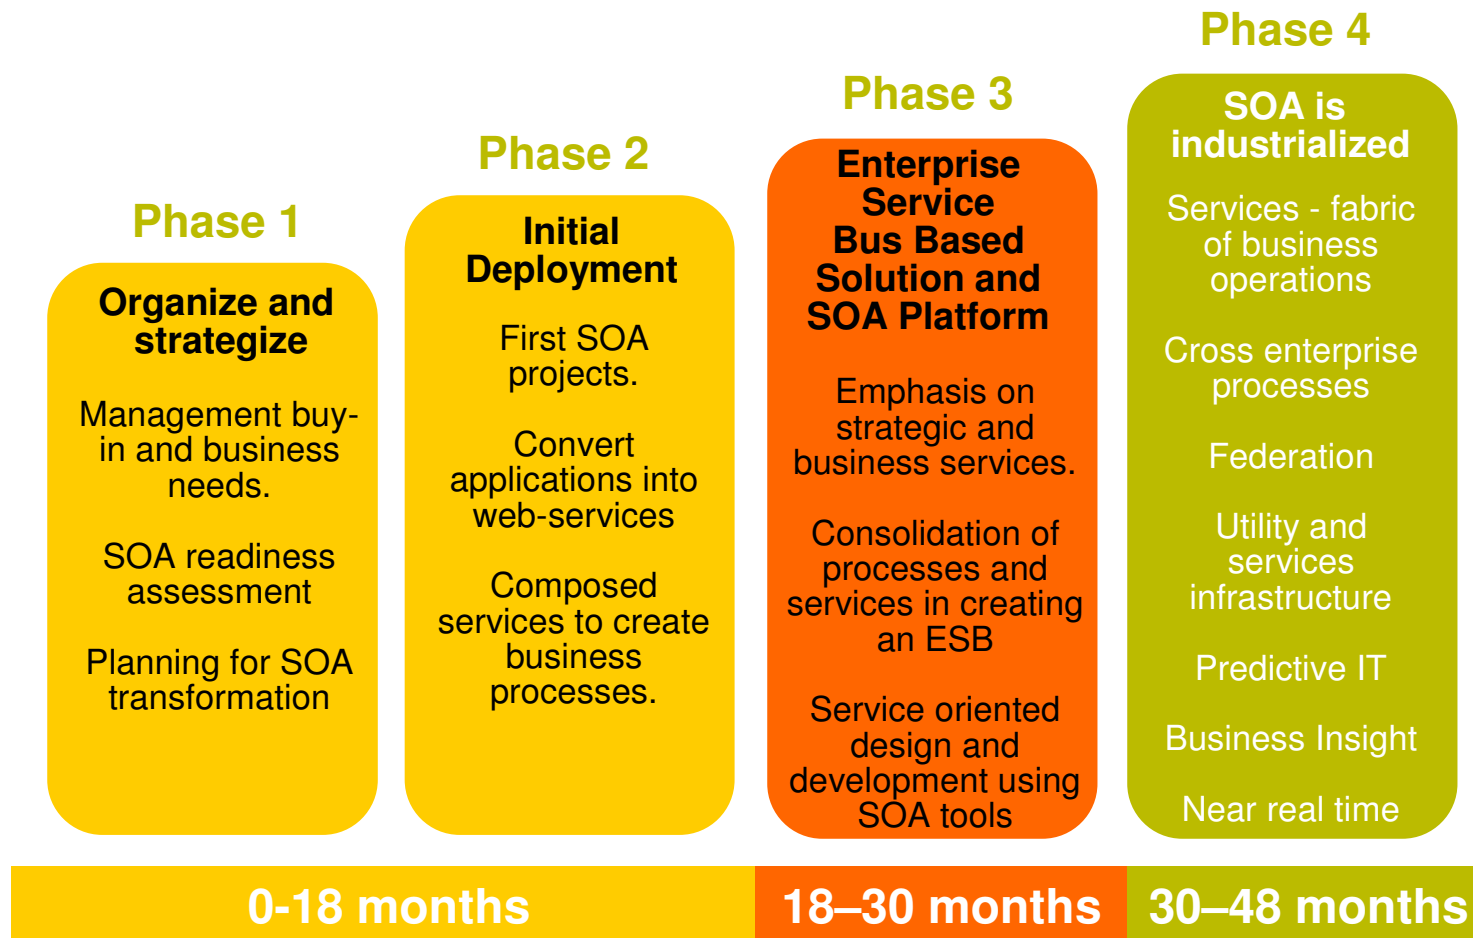 Phase 1
Organize and
strategize
Management buy-
in and business
needs.
SOA readiness
assessment
Planning for SOA
transformation
Phase 2
Initial
Deployment
First SOA
projects.
Convert
applications into
web-services
Composed
services to create
business
processes.
Phase 3
Enterprise
Service
Bus Based
Solution and
SOA Platform
Emphasis on
strategic and
business services.
Consolidation of
processes and
services in creating
an ESB
Service oriented
design and
development using
SOA tools
Phase 4
SOA is
industrialized
Services - fabric
of business
operations
Cross enterprise
processes
Federation
Utility and
services
infrastructure
Predictive IT
Business Insight
Near real time
0-18 months
18–30 months
30–48 months